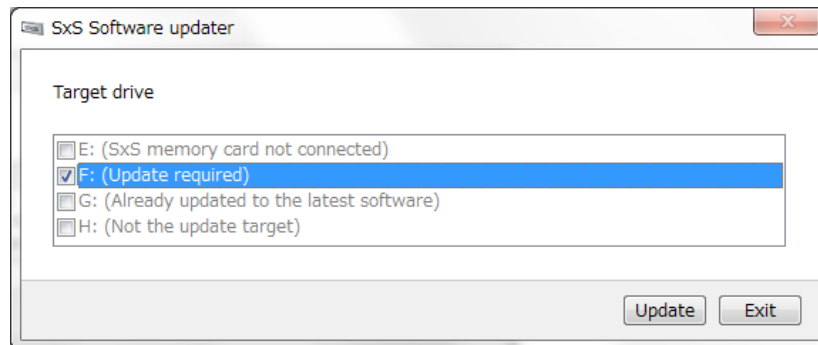 SxS Software updater
Target drive
E: (SxS memory card not connected)
F: (Update required)
G: (Already updated to the latest software)
H: (Not the update target)
Update Exit